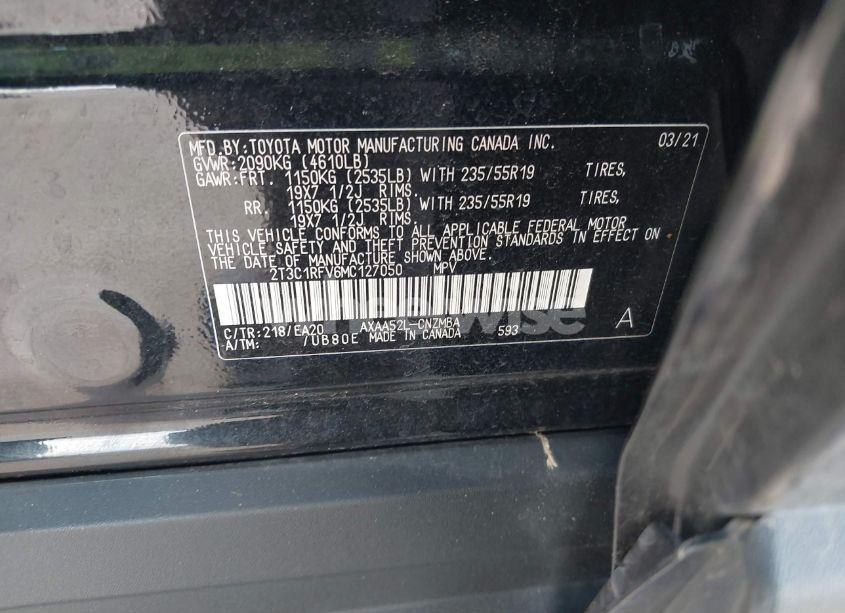 MFD.BY:TOYOTA MOTOR MANUFACTURING CANADA INC. 03/21
GVWR:2090KG (4610LB)
GAWR:FRT. 1150KG (2535LB) WITH 235/55R19 TIRES,
19X7 1/2J RIMS.
RR. 1150KG (2535LB) WITH 235/55R19 TIRES,
19X7 1/2J RIMS.
THIS VEHICLE CONFORMS TO ALL APPLICABLE FEDERAL MOTOR
VEHICLE SAFETY AND THEFT PREVENTION STANDARDS IN EFFECT ON
THE DATE OF MANUFACTURE SHOWN ABOVE.
2T3C1RFV6MC127050 MPV
C/TR:218/EA20 AXAA52L-CNZMBA A
A/TM: /UB80E MADE IN CANADA 593